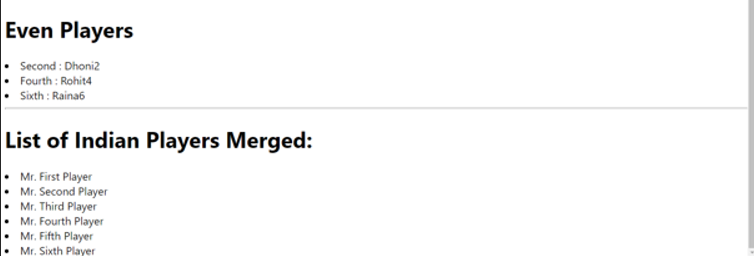 Even Players
Second : Dhoni2
Fourth : Rohit4
Sixth : Raina6
List of Indian Players Merged:
Mr. First Player
Mr. Second Player
Mr. Third Player
Mr. Fourth Player
Mr. Fifth Player
Mr. Sixth Player